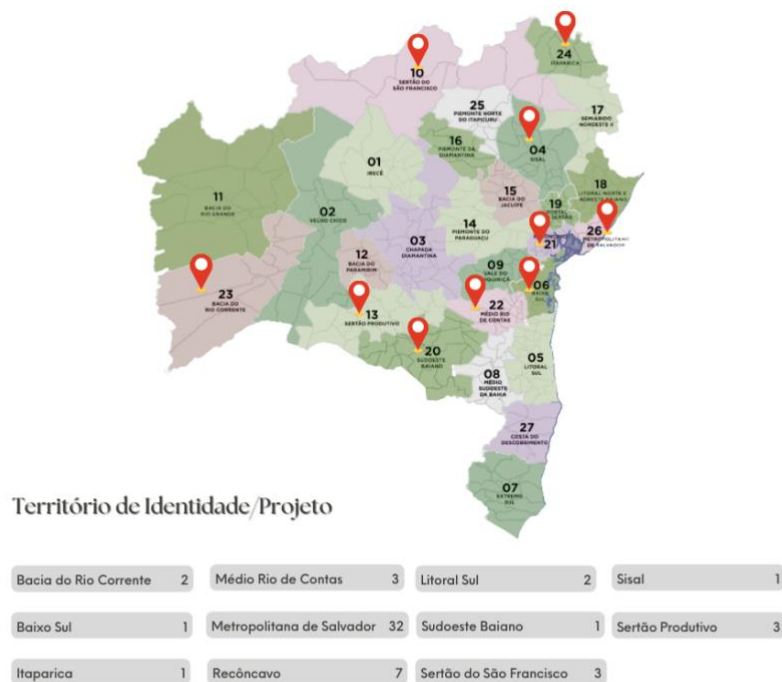 24
ITAPARICA
10
SERTÃO DO
SÃO FRANCISCO
25
PIEMONTE NORTE
DO ITAPICURU
17
SEMIÁRIDO
NORDESTE II
16
PIEMONTE DA
DIAMANTINA
04
SISAL
01
IRECÊ
11
BACIA DO
RIO GRANDE
02
VELHO CHICO
15
BACIA DO
JACUÍPE
18
LITORAL NORTE E
AGRESTE BAIANO
19
PORTAL
14
PIEMONTE DO
PARAGUAÇU
03
CHAPADA
DIAMANTINA
21
26
METROPOLITANO
DE SALVADOR
12
BACIA DO
PARAMIRIM
09
VALE DO
06
BAIXO
SUL
23
BACIA DO
RIO CORRENTE
13
SERTÃO PRODUTIVO
22
MÉDIO RIO
DE CONTAS
20
SUDOESTE
BAIANO
05
LITORAL
SUL
08
MÉDIO
SUDOESTE
DA BAHIA
27
COSTA DO
DESCOBRIMENTO
07
EXTREMO
SUL
Território de Identidade/Projeto
Bacia do Rio Corrente 2
Médio Rio de Contas 3
Litoral Sul 2
Sisal 1
Baixo Sul 1
Metropolitana de Salvador 32
Sudoeste Baiano 1
Sertão Produtivo 3
Itaparica 1
Recôncavo 7
Sertão do São Francisco 3